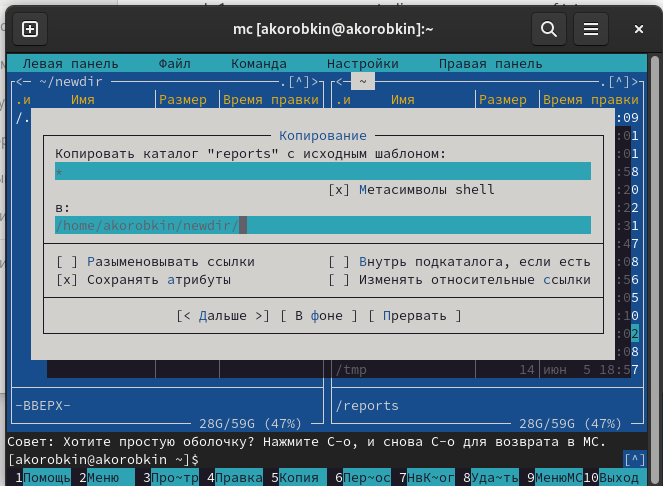 mc [akorobkin@akorobkin]:~
Левая панель Файл Команда Настройки Правая панель
<— ~/newdir .[^]> <— ~ .[^]>
.и Имя Размер Время правки .и Имя Размер Время правки
/. :09
Копирование
:01
Копировать каталог "reports" с исходным шаблоном:
:01
* :58
[x] Метасимволы shell :20
в: :22
/home/akorobkin/newdir/ :31
:47
[ ] Разыменовывать ссылки [ ] Внутрь подкаталога, если есть :08
[x] Сохранять атрибуты [ ] Изменять относительные ссылки :56
:05
[< Дальше >] [ В фоне ] [ Прервать ] :10
:02
:08
/tmp 14 июн 5 18:57
-ВВЕРХ- /reports
28G/59G (47%) 28G/59G (47%)
Совет: Хотите простую оболочку? Нажмите C-o, и снова C-o для возврата в MC.
[akorobkin@akorobkin ~]$ [^]
1Помощь 2Меню 3Про~тр 4Правка 5Копия 6Пер~ос 7НвК~ог 8Уда~ть 9МенюMC 10Выход